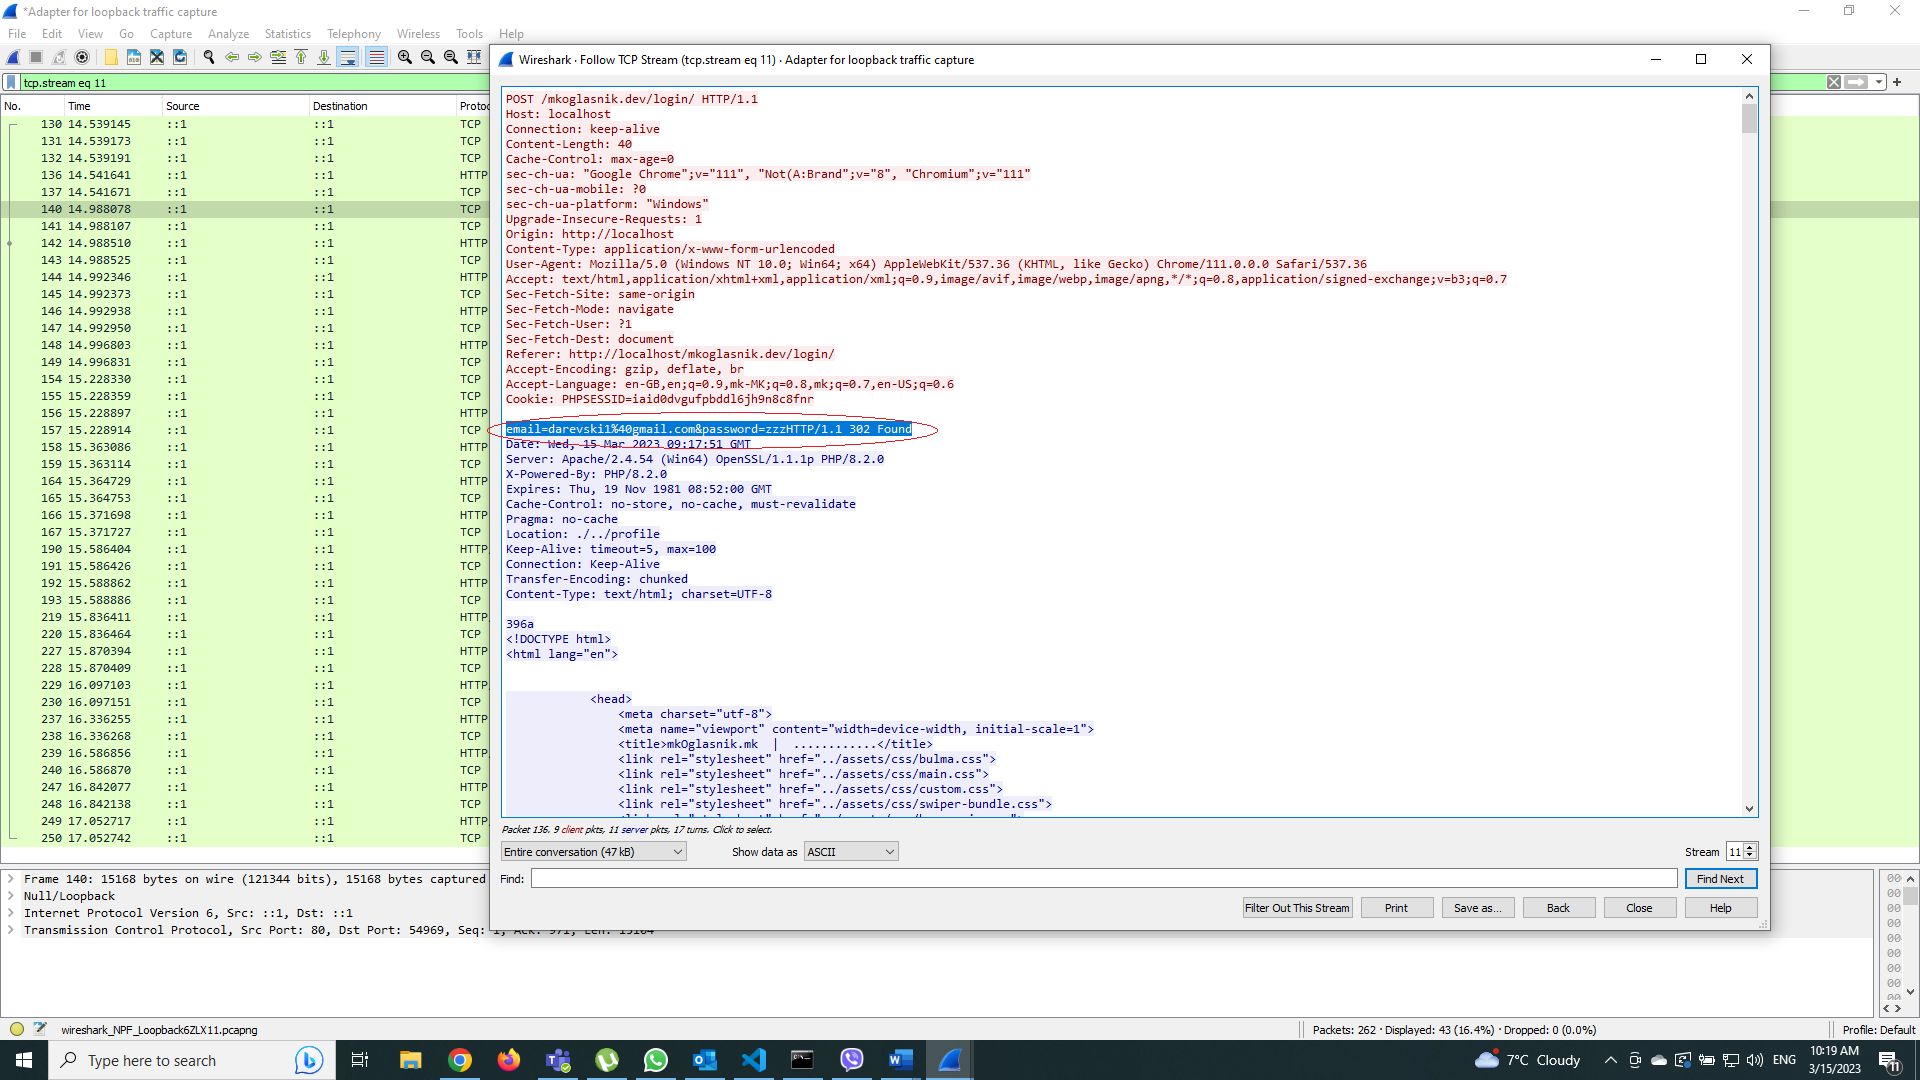 *Adapter for loopback traffic capture
File Edit View Go Capture Analyze Statistics Telephony Wireless Tools Help
tcp.stream eq 11
No. Time Source Destination Protoc
130 14.539145 ::1 ::1 TCP
131 14.539173 ::1 ::1 TCP
132 14.539191 ::1 ::1 TCP
136 14.541641 ::1 ::1 HTTP
137 14.541671 ::1 ::1 TCP
140 14.988078 ::1 ::1 TCP
141 14.988107 ::1 ::1 TCP
142 14.988510 ::1 ::1 HTTP
143 14.988525 ::1 ::1 TCP
144 14.992346 ::1 ::1 HTTP
145 14.992373 ::1 ::1 TCP
146 14.992938 ::1 ::1 HTTP
147 14.992950 ::1 ::1 TCP
148 14.996803 ::1 ::1 HTTP
149 14.996831 ::1 ::1 TCP
154 15.228330 ::1 ::1 TCP
155 15.228359 ::1 ::1 TCP
156 15.228897 ::1 ::1 HTTP
157 15.228914 ::1 ::1 TCP
158 15.363086 ::1 ::1 HTTP
159 15.363114 ::1 ::1 TCP
164 15.364729 ::1 ::1 HTTP
165 15.364753 ::1 ::1 TCP
166 15.371698 ::1 ::1 HTTP
167 15.371727 ::1 ::1 TCP
190 15.586404 ::1 ::1 HTTP
191 15.586426 ::1 ::1 TCP
192 15.588862 ::1 ::1 HTTP
193 15.588886 ::1 ::1 TCP
219 15.836411 ::1 ::1 HTTP
220 15.836464 ::1 ::1 TCP
227 15.870394 ::1 ::1 HTTP
228 15.870409 ::1 ::1 TCP
229 16.097103 ::1 ::1 HTTP
230 16.097151 ::1 ::1 TCP
237 16.336255 ::1 ::1 HTTP
238 16.336268 ::1 ::1 TCP
239 16.586856 ::1 ::1 HTTP
240 16.586870 ::1 ::1 TCP
247 16.842077 ::1 ::1 HTTP
248 16.842138 ::1 ::1 TCP
249 17.052717 ::1 ::1 HTTP
250 17.052742 ::1 ::1 TCP
Frame 140: 15168 bytes on wire (121344 bits), 15168 bytes captured
Null/Loopback
Internet Protocol Version 6, Src: ::1, Dst: ::1
Transmission Control Protocol, Src Port: 80, Dst Port: 54969, Seq: 1, Ack: 971, Len: 15104
Wireshark · Follow TCP Stream (tcp.stream eq 11) · Adapter for loopback traffic capture
POST /mkoglasnik.dev/login/ HTTP/1.1
Host: localhost
Connection: keep-alive
Content-Length: 40
Cache-Control: max-age=0
sec-ch-ua: "Google Chrome";v="111", "Not(A:Brand";v="8", "Chromium";v="111"
sec-ch-ua-mobile: ?0
sec-ch-ua-platform: "Windows"
Upgrade-Insecure-Requests: 1
Origin: http://localhost
Content-Type: application/x-www-form-urlencoded
User-Agent: Mozilla/5.0 (Windows NT 10.0; Win64; x64) AppleWebKit/537.36 (KHTML, like Gecko) Chrome/111.0.0.0 Safari/537.36
Accept: text/html,application/xhtml+xml,application/xml;q=0.9,image/avif,image/webp,image/apng,*/*;q=0.8,application/signed-exchange;v=b3;q=0.7
Sec-Fetch-Site: same-origin
Sec-Fetch-Mode: navigate
Sec-Fetch-User: ?1
Sec-Fetch-Dest: document
Referer: http://localhost/mkoglasnik.dev/login/
Accept-Encoding: gzip, deflate, br
Accept-Language: en-GB,en;q=0.9,mk-MK;q=0.8,mk;q=0.7,en-US;q=0.6
Cookie: PHPSESSID=iaid0dvgufpbddl6jh9n8c8fnr
email=darevski1%40gmail.com&password=zzzHTTP/1.1 302 Found
Date: Wed, 15 Mar 2023 09:17:51 GMT
Server: Apache/2.4.54 (Win64) OpenSSL/1.1.1p PHP/8.2.0
X-Powered-By: PHP/8.2.0
Expires: Thu, 19 Nov 1981 08:52:00 GMT
Cache-Control: no-store, no-cache, must-revalidate
Pragma: no-cache
Location: ./../profile
Keep-Alive: timeout=5, max=100
Connection: Keep-Alive
Transfer-Encoding: chunked
Content-Type: text/html; charset=UTF-8
396a
<!DOCTYPE html>
<html lang="en">
<head>
<meta charset="utf-8">
<meta name="viewport" content="width=device-width, initial-scale=1">
<title>mkOglasnik.mk | ............</title>
<link rel="stylesheet" href="../assets/css/bulma.css">
<link rel="stylesheet" href="../assets/css/main.css">
<link rel="stylesheet" href="../assets/css/custom.css">
<link rel="stylesheet" href="../assets/css/swiper-bundle.css">
Packet 136. 9 client pkts, 11 server pkts, 17 turns. Click to select.
Entire conversation (47 kB) Show data as ASCII Stream 11
Find: Find Next
Filter Out This Stream Print Save as... Back Close Help
00
00
00
00
00
00
00
00
00
wireshark_NPF_Loopback6ZLX11.pcapng Packets: 262 · Displayed: 43 (16.4%) · Dropped: 0 (0.0%) Profile: Default
Type here to search 7°C Cloudy ENG 10:19 AM
3/15/2023 11